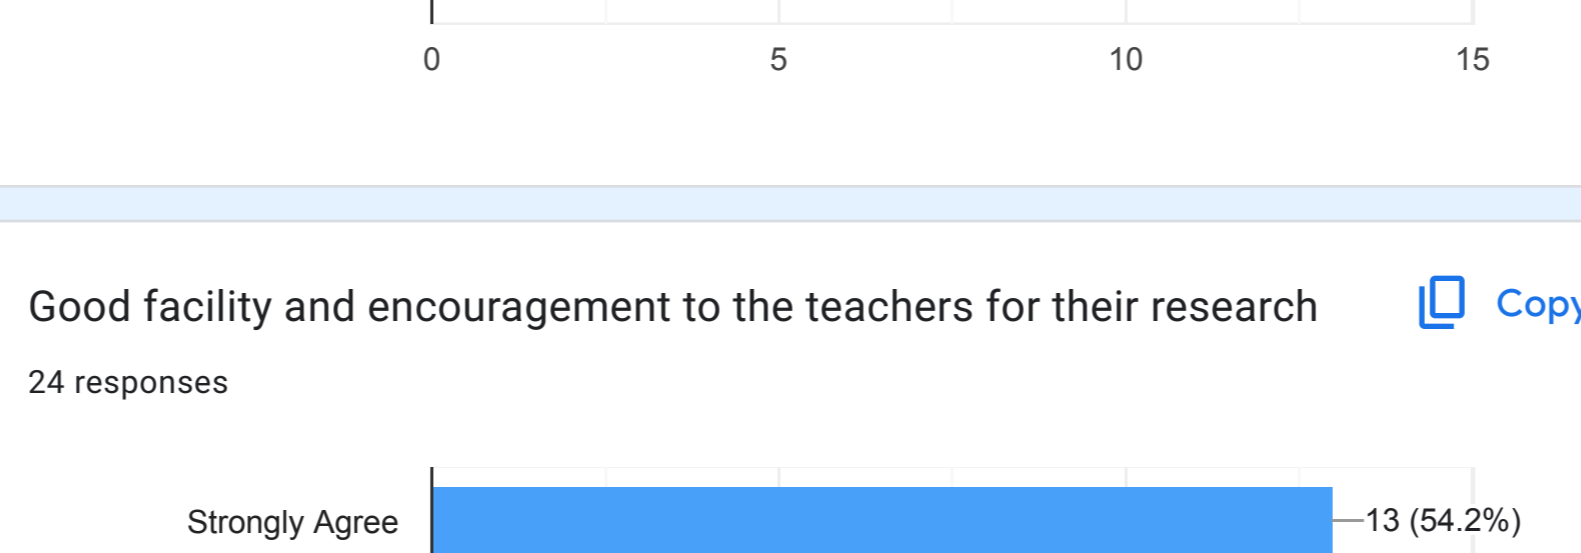 0 5 10 15
Good facility and encouragement to the teachers for their research
Copy
24 responses
Strongly Agree 13 (54.2%)